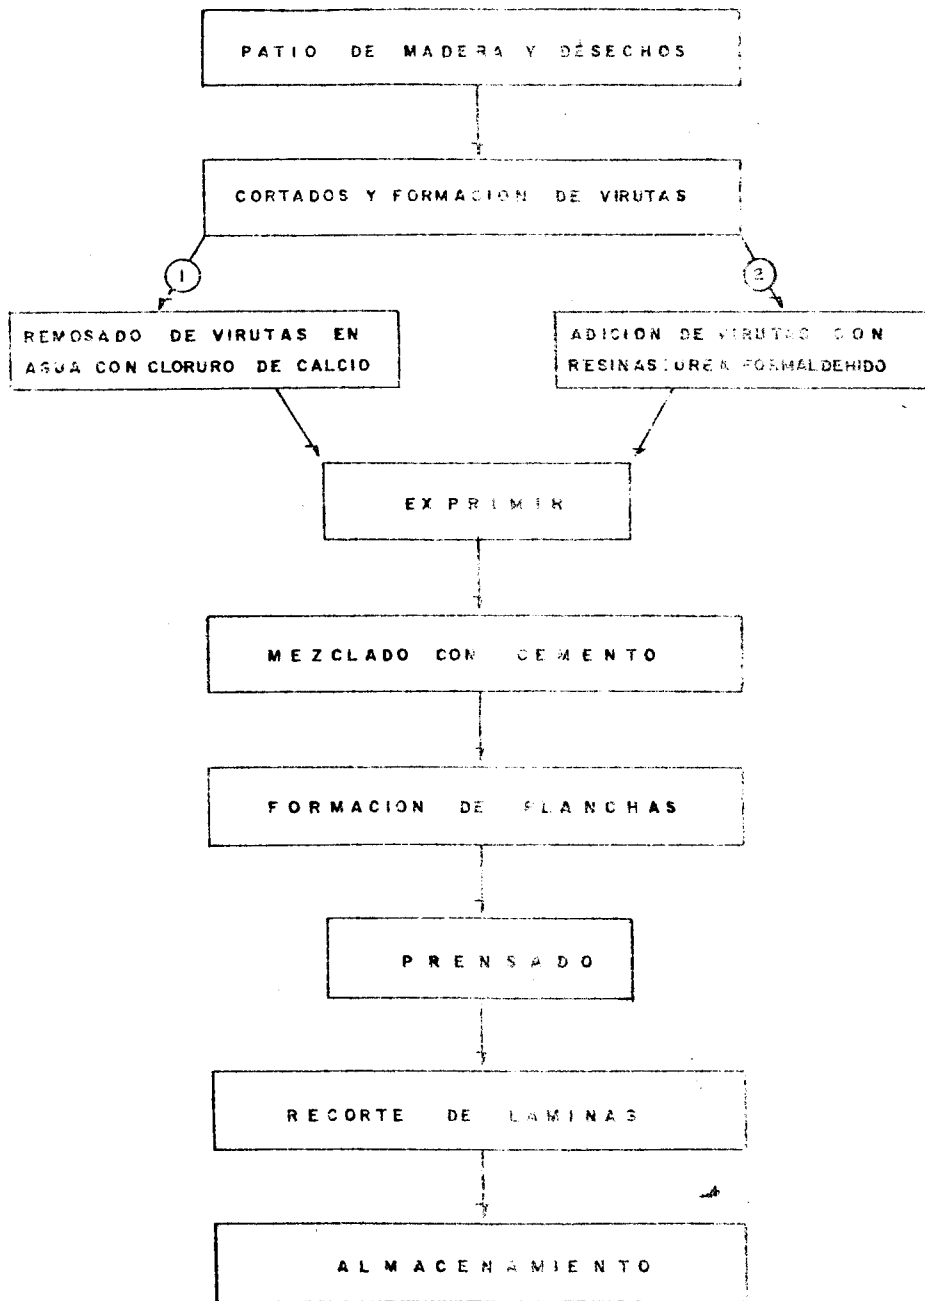 PATIO DE MADERA Y DESECHOS
CORTADOS Y FORMACION DE VIRUTAS
1
2
REMOSADO DE VIRUTAS EN
AGUA CON CLORURO DE CALCIO
ADICION DE VIRUTAS CON
RESINAS UREA FORMALDEHIDO
EXPRIMIR
MEZCLADO CON CEMENTO
FORMACION DE PLANCHAS
PRENSADO
RECORTE DE LAMINAS
ALMACENAMIENTO